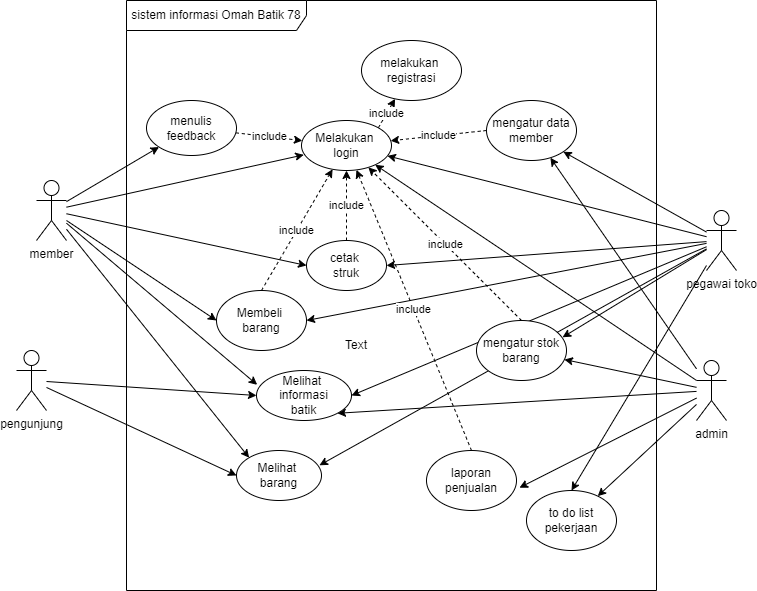 sistem informasi Omah Batik 78
melakukan
registrasi
include
menulis
feedback
include
Melakukan
login
include
mengatur data
member
include
include
include
member
cetak
struk
pegawai toko
Membeli
barang
include
Text
mengatur stok
barang
Melihat
informasi
batik
pengunjung
admin
Melihat
barang
laporan
penjualan
to do list
pekerjaan